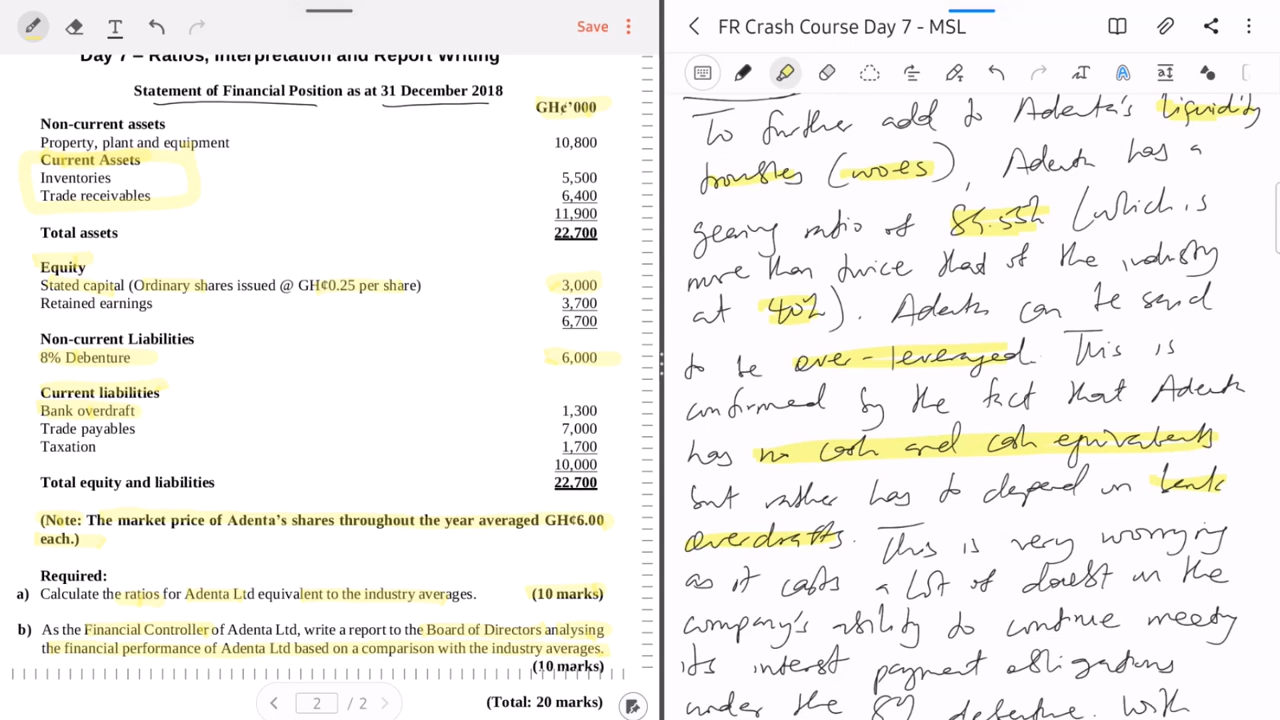 Save
FR Crash Course Day 7 - MSL
Day 7 – Ratios, Interpretation and Report Writing
Statement of Financial Position as at 31 December 2018
GH¢'000
Non-current assets
Property, plant and equipment 10,800
Current Assets
Inventories 5,500
Trade receivables 6,400
11,900
Total assets 22,700
Equity
Stated capital (Ordinary shares issued @ GH¢0.25 per share) 3,000
Retained earnings 3,700
6,700
Non-current Liabilities
8% Debenture 6,000
Current liabilities
Bank overdraft 1,300
Trade payables 7,000
Taxation 1,700
10,000
Total equity and liabilities 22,700
(Note: The market price of Adenta's shares throughout the year averaged GH¢6.00
each.)
Required:
a) Calculate the ratios for Adenta Ltd equivalent to the industry averages. (10 marks)
b) As the Financial Controller of Adenta Ltd, write a report to the Board of Directors analysing
the financial performance of Adenta Ltd based on a comparison with the industry averages.
(10 marks)
(Total: 20 marks)
2 / 2
To further add to Adenta's liquidity
troubles (woes), Adenta has a
gearing ratio of (which is
more than twice that of the industry
at 40%). Adenta can be said
to be over-leveraged. This is
confirmed by the fact that Adenta
has no cash and cash equivalents
but rather has to depend on bank
overdrafts. This is very worrying
as it casts a lot of doubt on the
company's ability to continue meeting
its interest payment obligations
under the 8% debenture. With